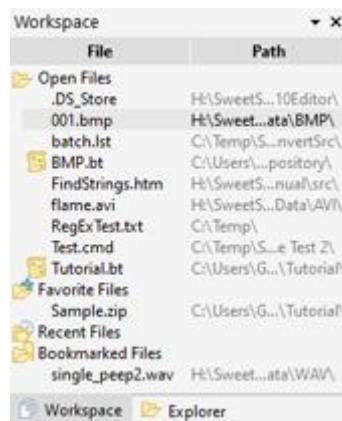 Workspace
File Path
Open Files
.DS_Store H:\SweetS...10Editor\
001.bmp H:\Sweet...ata\BMP\
batch.lst C:\Temp\S...nvertSrc\
BMP.bt C:\Users\...pository\
FindStrings.htm H:\SweetS...nual\src\
flame.avi H:\SweetS...Data\AVI\
RegExTest.txt C:\Temp\
Test.cmd C:\Temp\S...e Test 2\
Tutorial.bt C:\Users\G...\Tutorial\
Favorite Files
Sample.zip C:\Users\G...\Tutorial\
Recent Files
Bookmarked Files
single_peep2.wav H:\Sweet...ata\WAV\
Workspace Explorer